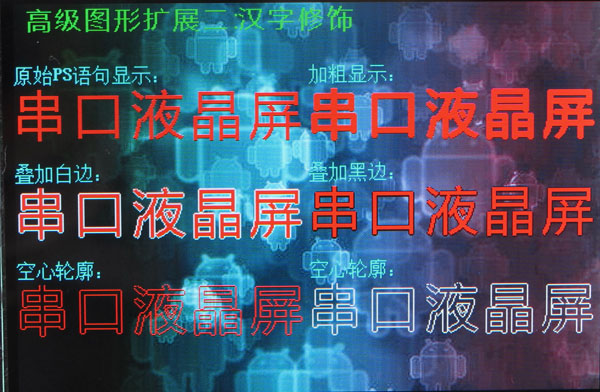 高级图形扩展二汉字修饰
原始PS语句显示： 加粗显示：
串口液晶屏 串口液晶屏
叠加白边： 叠加黑边：
串口液晶屏 串口液晶屏
空心轮廓： 空心轮廓：
串口液晶屏 串口液晶屏